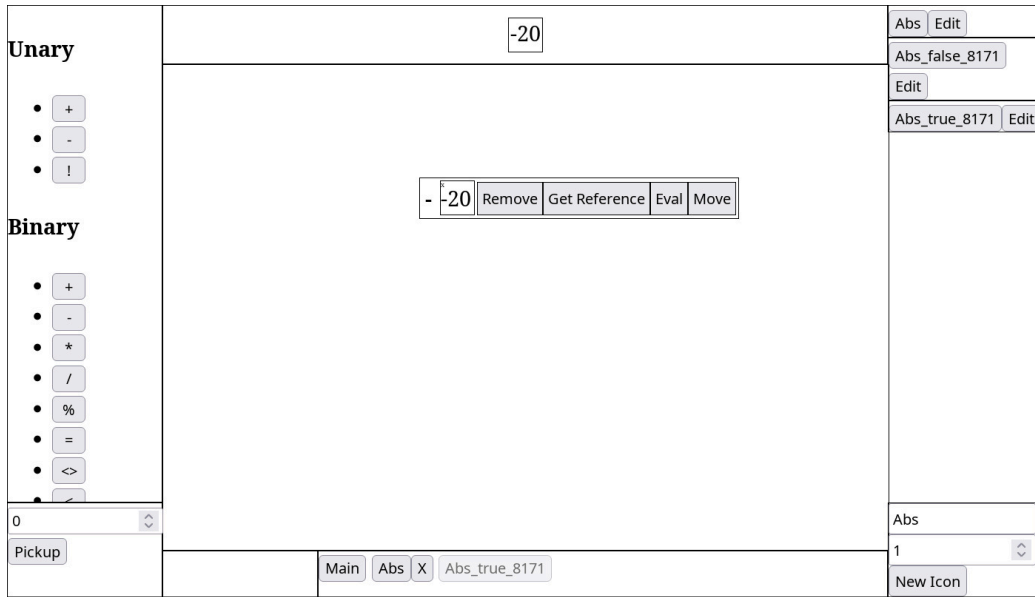 Unary
+
-
!
Binary
+
-
*
/
%
=
<>
<
0
Pickup
-20
- x -20 Remove Get Reference Eval Move
Main Abs X Abs_true_8171
Abs Edit
Abs_false_8171
Edit
Abs_true_8171 Edit
Abs
1
New Icon